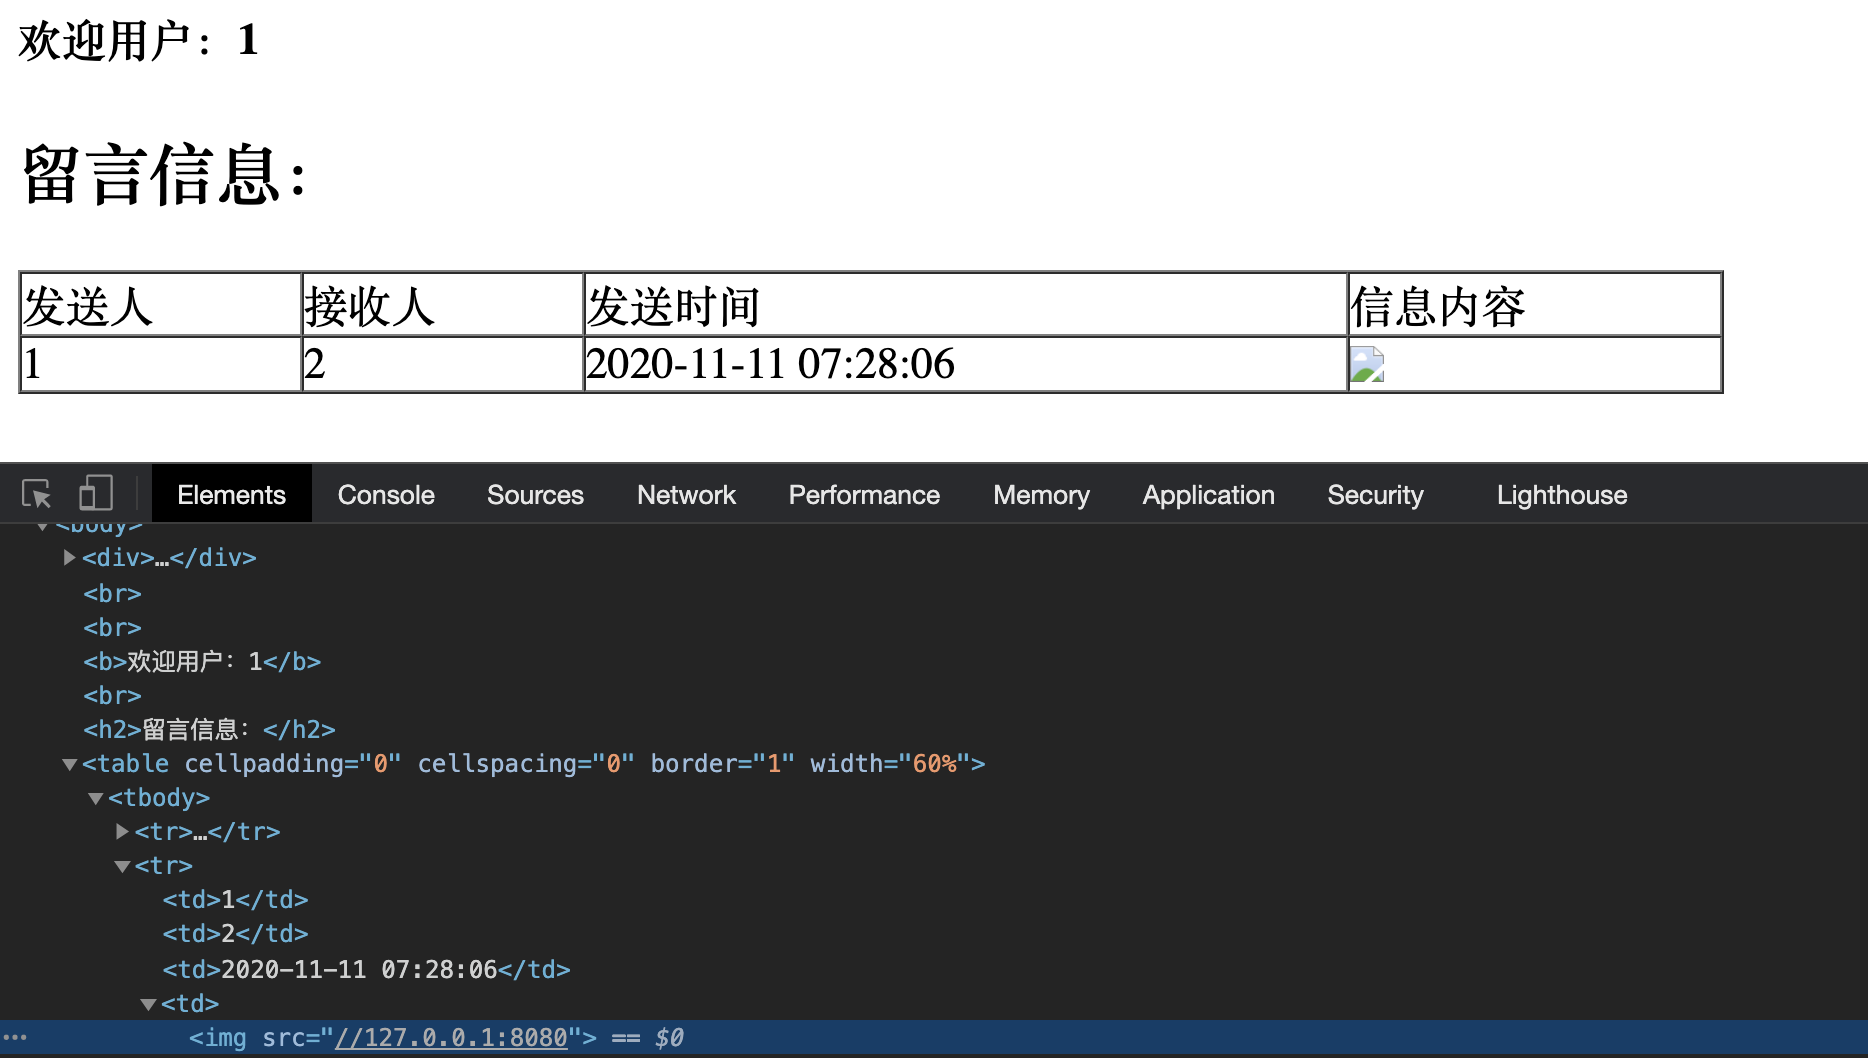 欢迎用户：1
留言信息：
发送人 接收人 发送时间 信息内容
1 2 2020-11-11 07:28:06
Elements Console Sources Network Performance Memory Application Security Lighthouse
<body>
<div>…</div>
<br>
<br>
<b>欢迎用户：1</b>
<br>
<h2>留言信息：</h2>
<table cellpadding="0" cellspacing="0" border="1" width="60%">
<tbody>
<tr>…</tr>
<tr>
<td>1</td>
<td>2</td>
<td>2020-11-11 07:28:06</td>
<td>
… <img src="//127.0.0.1:8080"> == $0